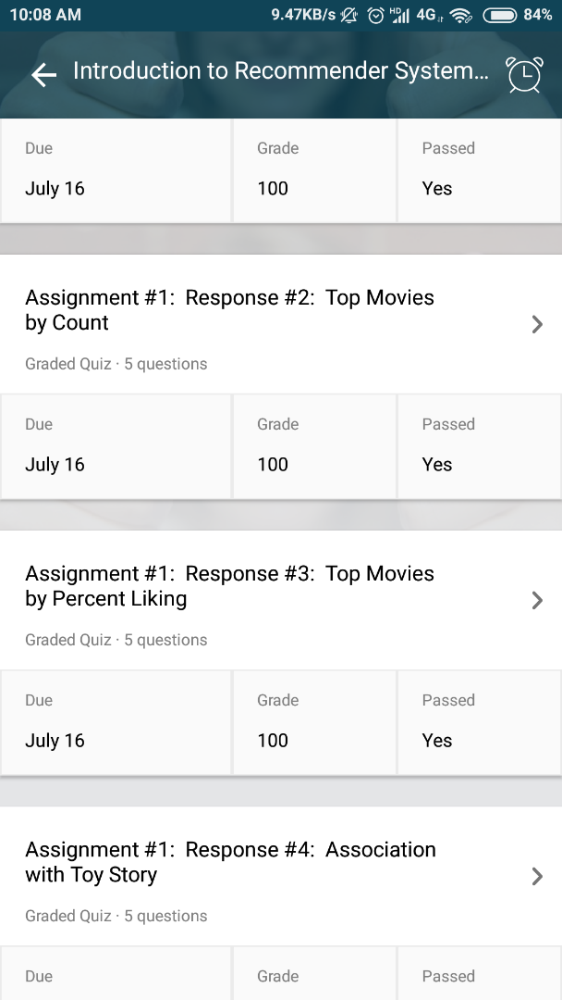 10:08 AM 9.47KB/s HD 4G 84%
Introduction to Recommender System...
Due Grade Passed
July 16 100 Yes
Assignment #1:  Response #2:  Top Movies
by Count
Graded Quiz · 5 questions
Due Grade Passed
July 16 100 Yes
Assignment #1:  Response #3:  Top Movies
by Percent Liking
Graded Quiz · 5 questions
Due Grade Passed
July 16 100 Yes
Assignment #1:  Response #4:  Association
with Toy Story
Graded Quiz · 5 questions
Due Grade Passed